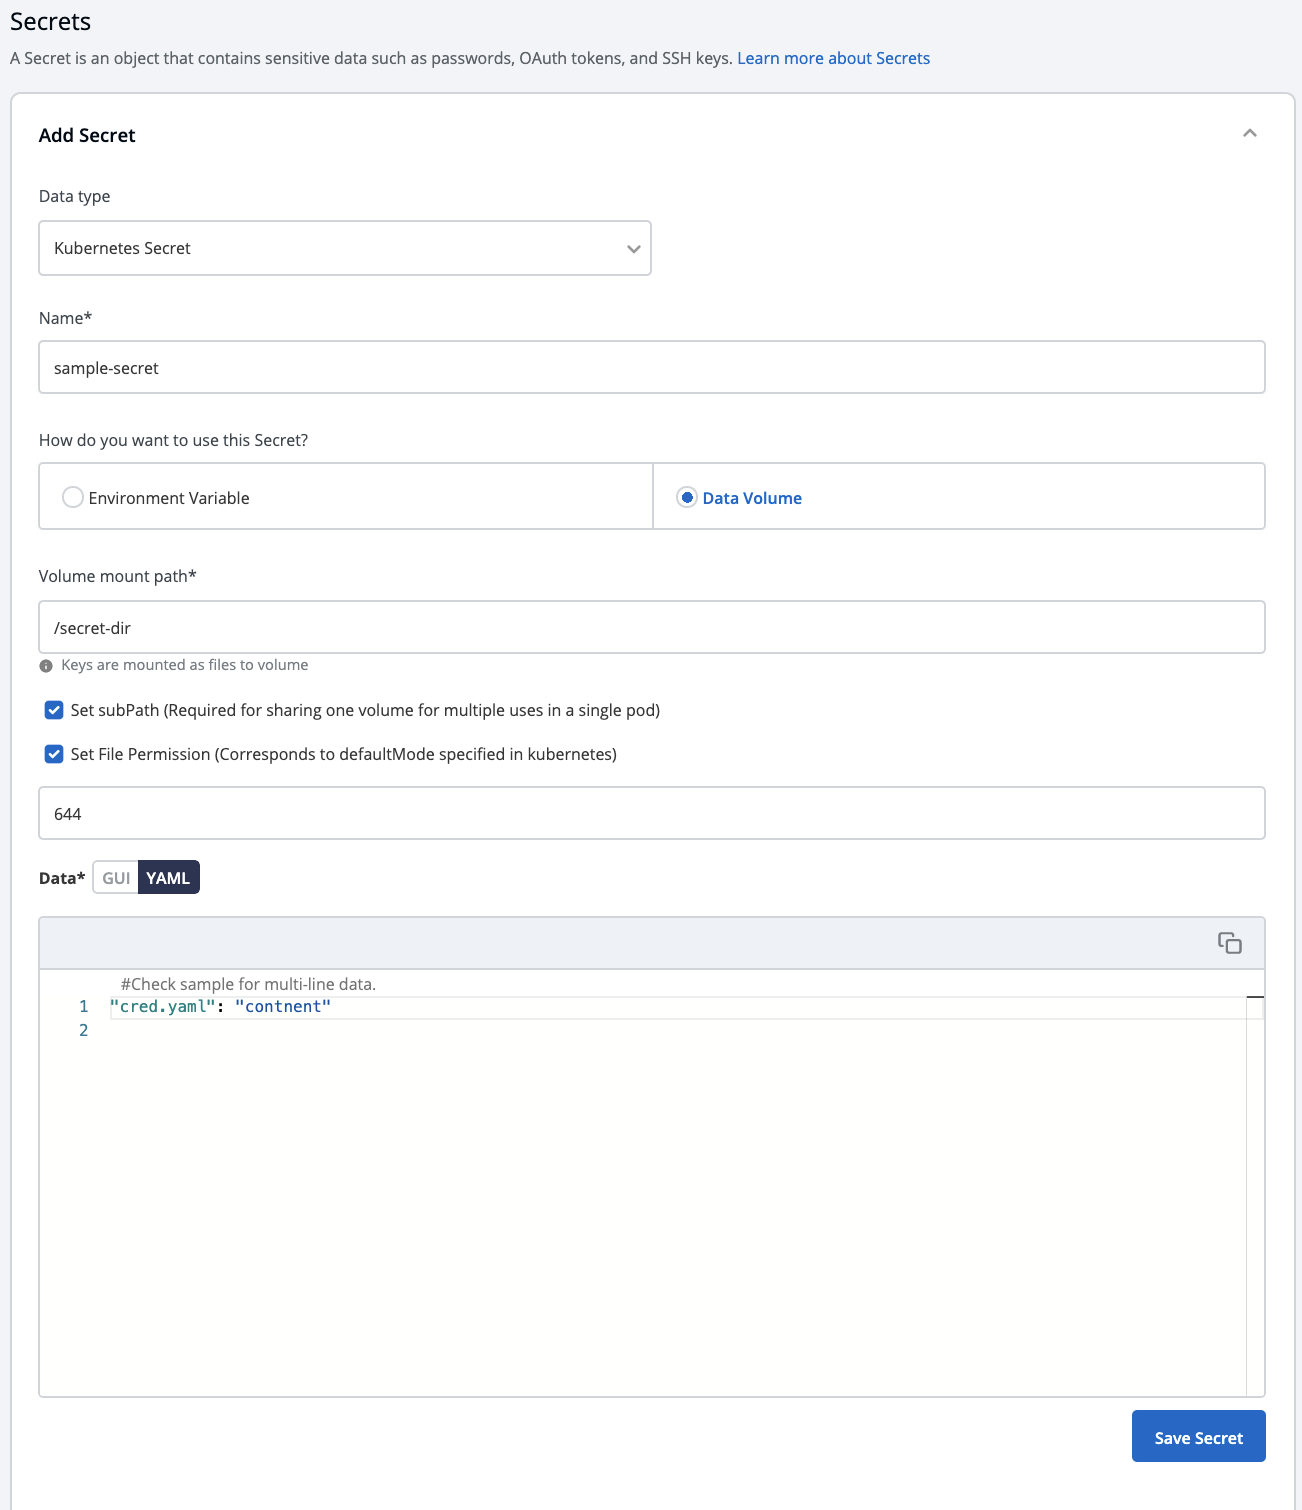 Secrets
A Secret is an object that contains sensitive data such as passwords, OAuth tokens, and SSH keys. Learn more about Secrets
Add Secret
Data type
Kubernetes Secret
Name*
sample-secret
How do you want to use this Secret?
Environment Variable
Data Volume
Volume mount path*
/secret-dir
Keys are mounted as files to volume
Set subPath (Required for sharing one volume for multiple uses in a single pod)
Set File Permission (Corresponds to defaultMode specified in kubernetes)
644
Data* GUI YAML
#Check sample for multi-line data.
1 "cred.yaml": "contnent"
2
Save Secret